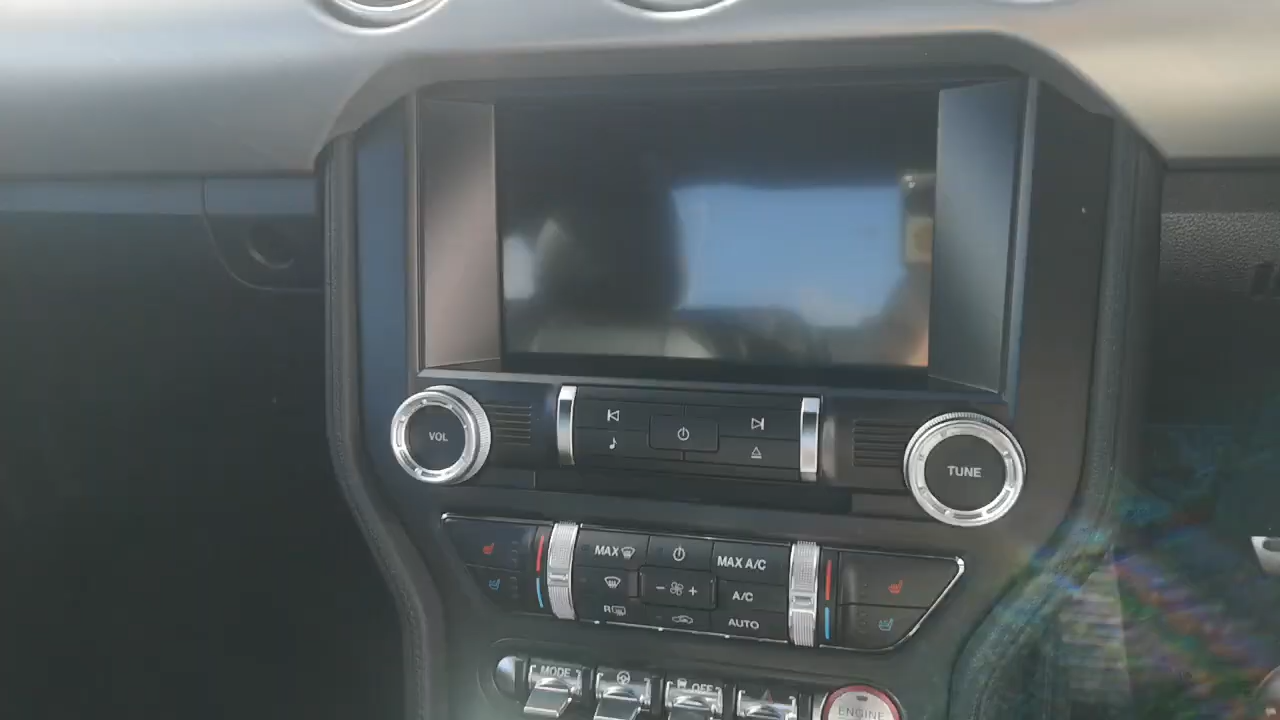 VOL
TUNE
MAX
MAX A/C
- +
A/C
R
AUTO
MODE
OFF
ENGINE